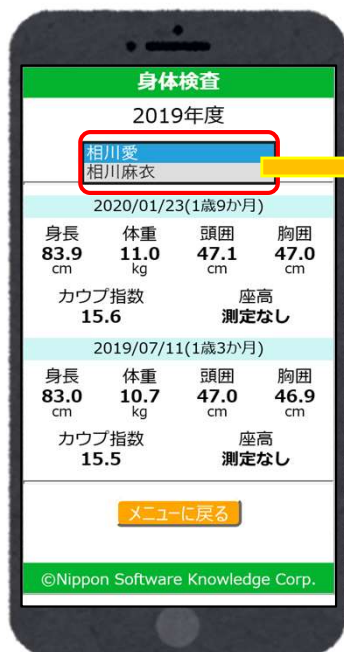 身体検査
2019年度
相川愛
相川麻衣
2020/01/23(1歳9か月)
身長 体重 頭囲 胸囲
83.9 11.0 47.1 47.0
cm kg cm cm
カウプ指数 座高
15.6 測定なし
2019/07/11(1歳3か月)
身長 体重 頭囲 胸囲
83.0 10.7 47.0 46.9
cm kg cm cm
カウプ指数 座高
15.5 測定なし
メニューに戻る
©Nippon Software Knowledge Corp.